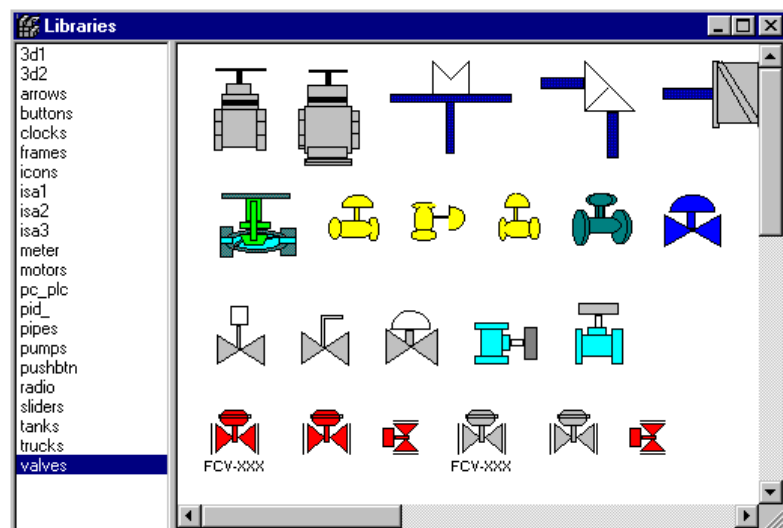 Libraries
3d1
3d2
arrows
buttons
clocks
frames
icons
isa1
isa2
isa3
meter
motors
pc_plc
pid_
pipes
pumps
pushbtn
radio
sliders
tanks
trucks
valves
FCV-XXX FCV-XXX